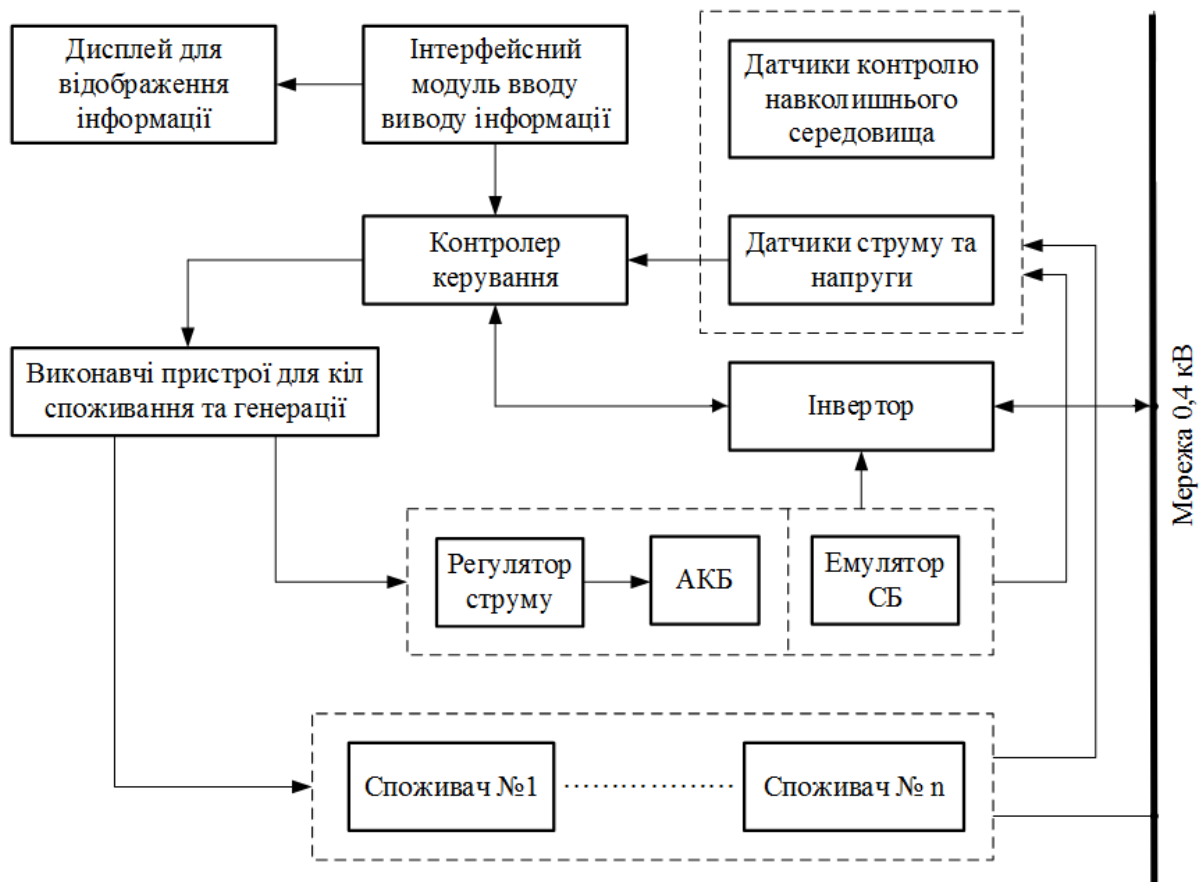 Дисплей для
відображення
інформації
Інтерфейсний
модуль вводу
виводу інформації
Датчики контролю
навколишнього
середовища
Контролер
керування
Датчики струму та
напруги
Виконавчі пристрої для кіл
споживання та генерації
Інвертор
Мережа 0,4 кВ
Регулятор
струму
АКБ
Емулятор
СБ
Споживач №1
Споживач № n